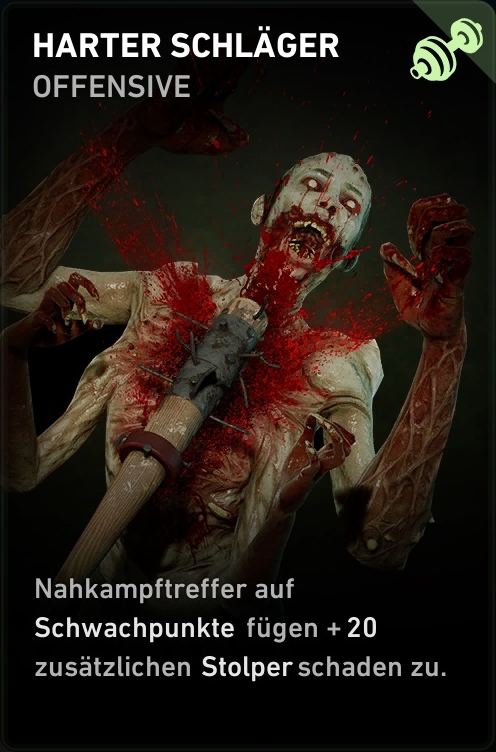 HARTER SCHLÄGER
OFFENSIVE
Nahkampftreffer auf
Schwachpunkte fügen +20
zusätzlichen Stolperschaden zu.